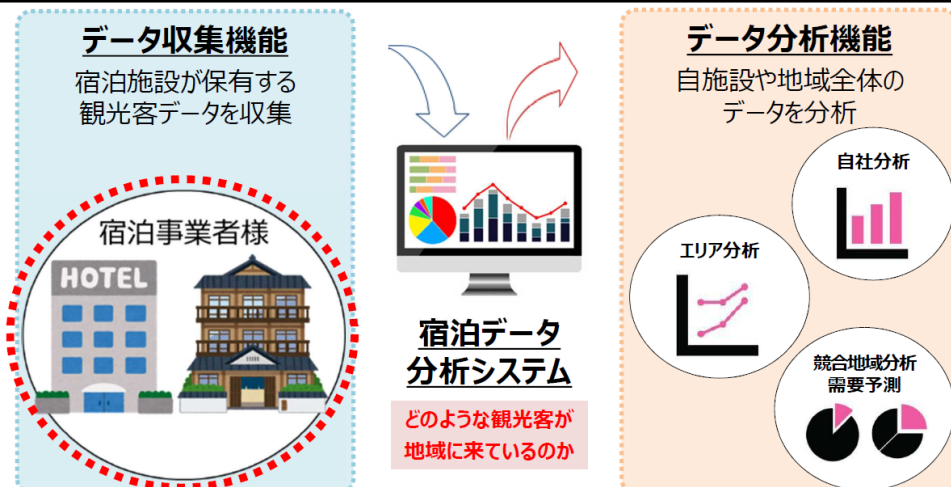 データ収集機能
宿泊施設が保有する
観光客データを収集
宿泊事業者様
HOTEL
宿泊データ
分析システム
どのような観光客が
地域に来ているのか
データ分析機能
自施設や地域全体の
データを分析
自社分析
エリア分析
競合地域分析
需要予測